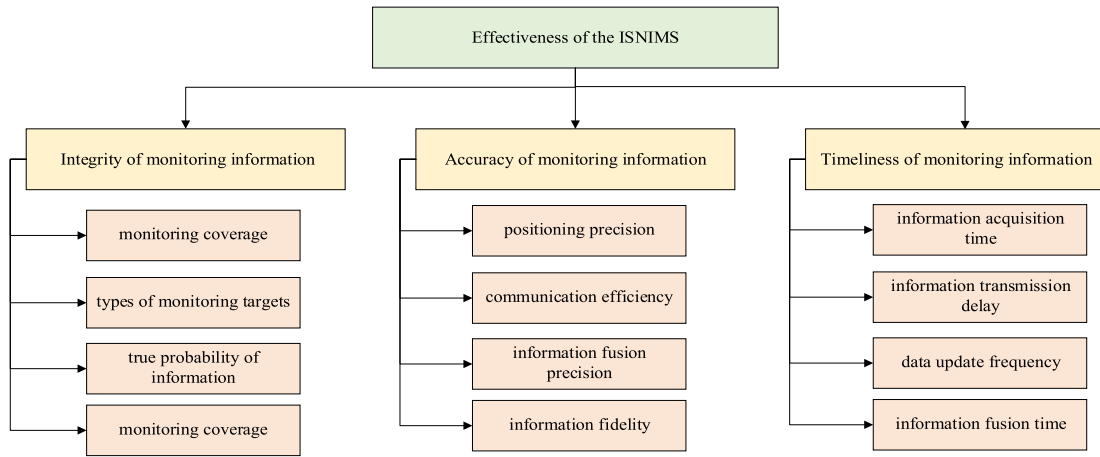 Effectiveness of the ISNIMS
Integrity of monitoring information
monitoring coverage
types of monitoring targets
true probability of
information
monitoring coverage
Accuracy of monitoring information
positioning precision
communication efficiency
information fusion
precision
information fidelity
Timeliness of monitoring information
information acquisition
time
information transmission
delay
data update frequency
information fusion time